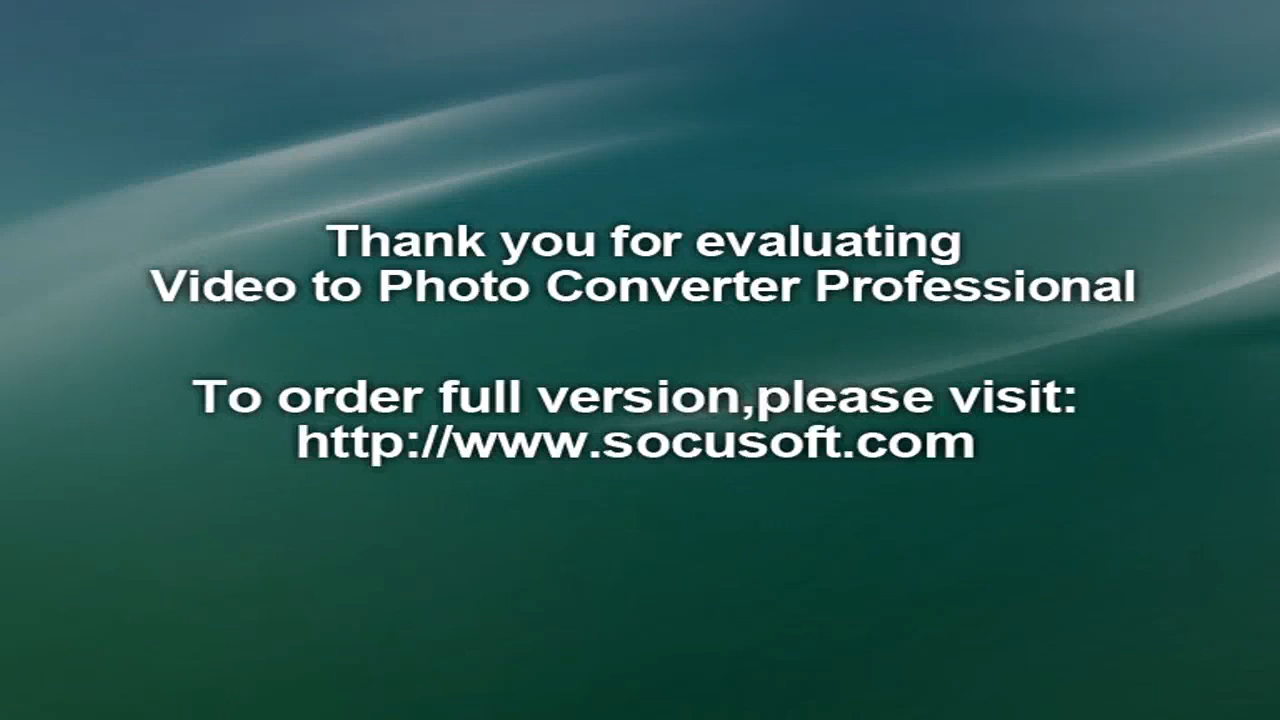 Thank you for evaluating
Video to Photo Converter Professional
To order full version,please visit:
http://www.socusoft.com